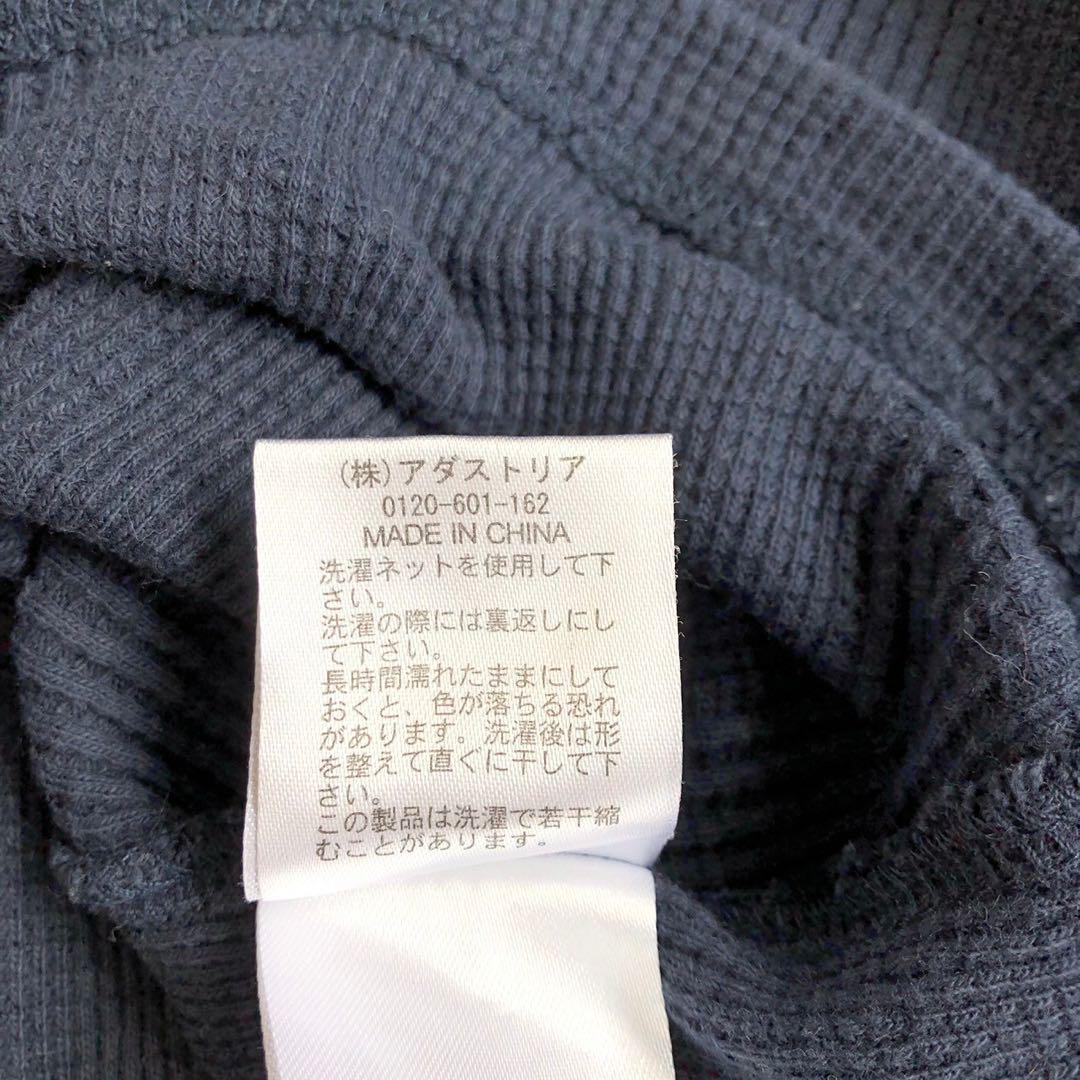 (株)アダストリア
0120-601-162
MADE IN CHINA
洗濯ネットを使用して下
さい。
洗濯の際には裏返しにし
て下さい。
長時間濡れたままにして
おくと、色が落ちる恐れ
があります。洗濯後は形
を整えて直ぐに干して下
さい。
この製品は洗濯で若干縮
むことがあります。